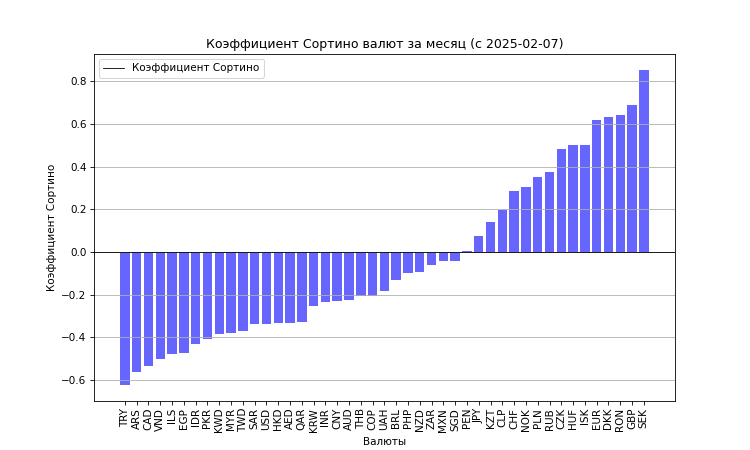 Коэффициент Сортино валют за месяц (с 2025-02-07)
Коэффициент Сортино
0.8
0.6
0.4
0.2
0.0
−0.2
−0.4
−0.6
Коэффициент Сортино
TRY
ARS
CAD
VND
ILS
EGP
IDR
PKR
KWD
MYR
TWD
SAR
USD
HKD
AED
QAR
KRW
INR
CNY
AUD
THB
COP
UAH
BRL
PHP
NZD
ZAR
MXN
SGD
PEN
JPY
KZT
CLP
CHF
NOK
PLN
RUB
CZK
HUF
ISK
EUR
DKK
RON
GBP
SEK
Валюты